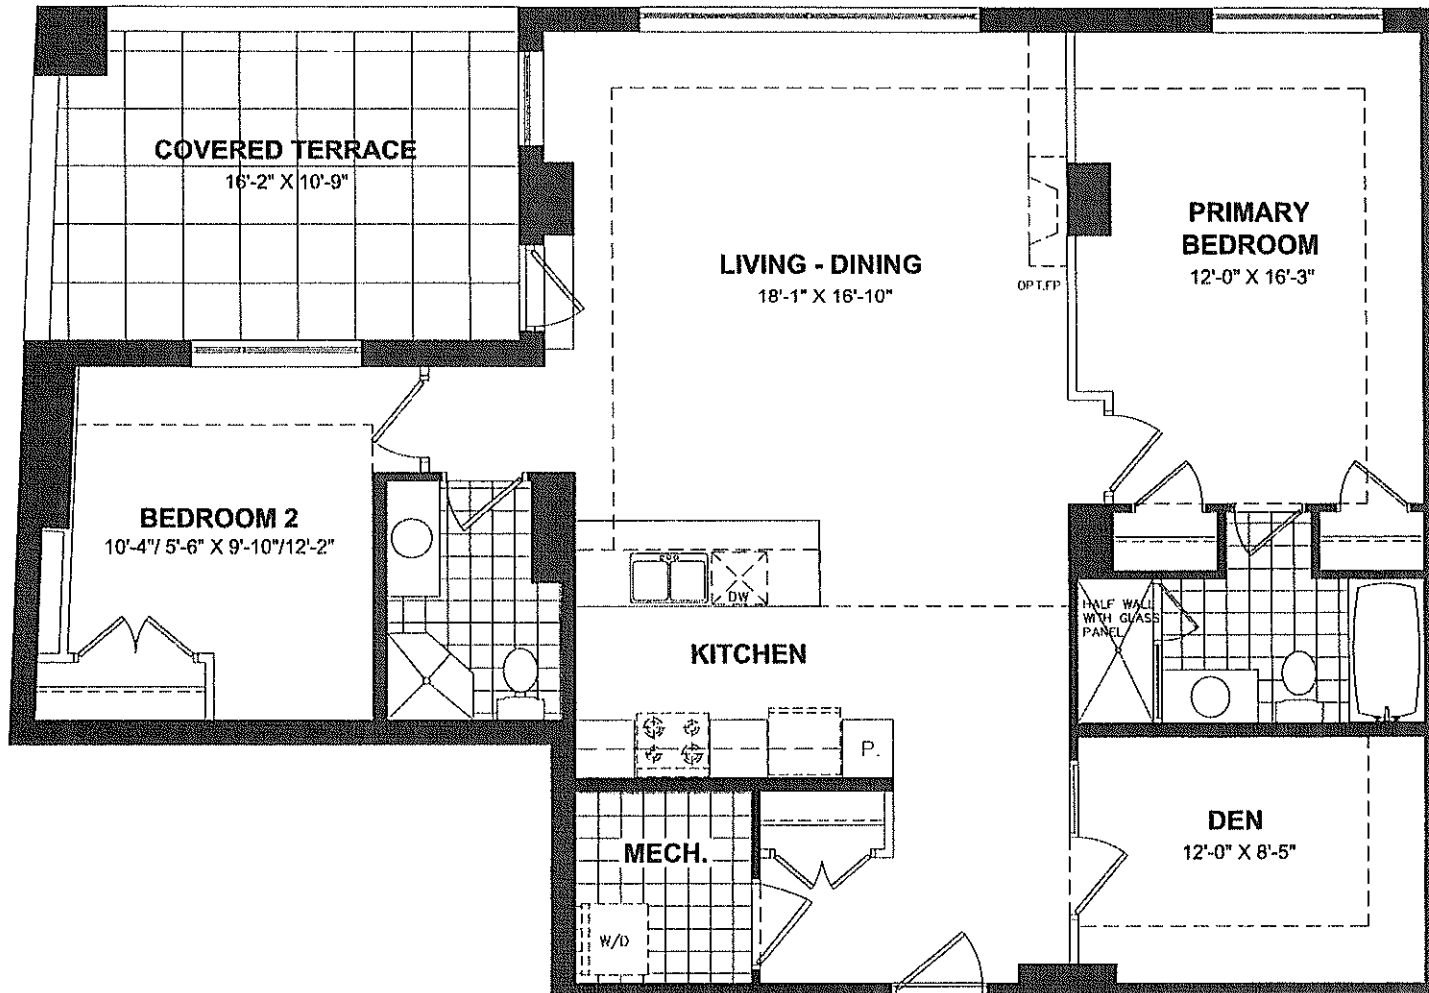 COVERED TERRACE
16'-2" X 10'-9"
LIVING - DINING
18'-1" X 16'-10"
OPT.FP
PRIMARY
BEDROOM
12'-0" X 16'-3"
BEDROOM 2
10'-4"/ 5'-6" X 9'-10"/12'-2"
DW
HALF WALL
WITH GLASS
PANEL
KITCHEN
P.
MECH.
W/D
DEN
12'-0" X 8'-5"